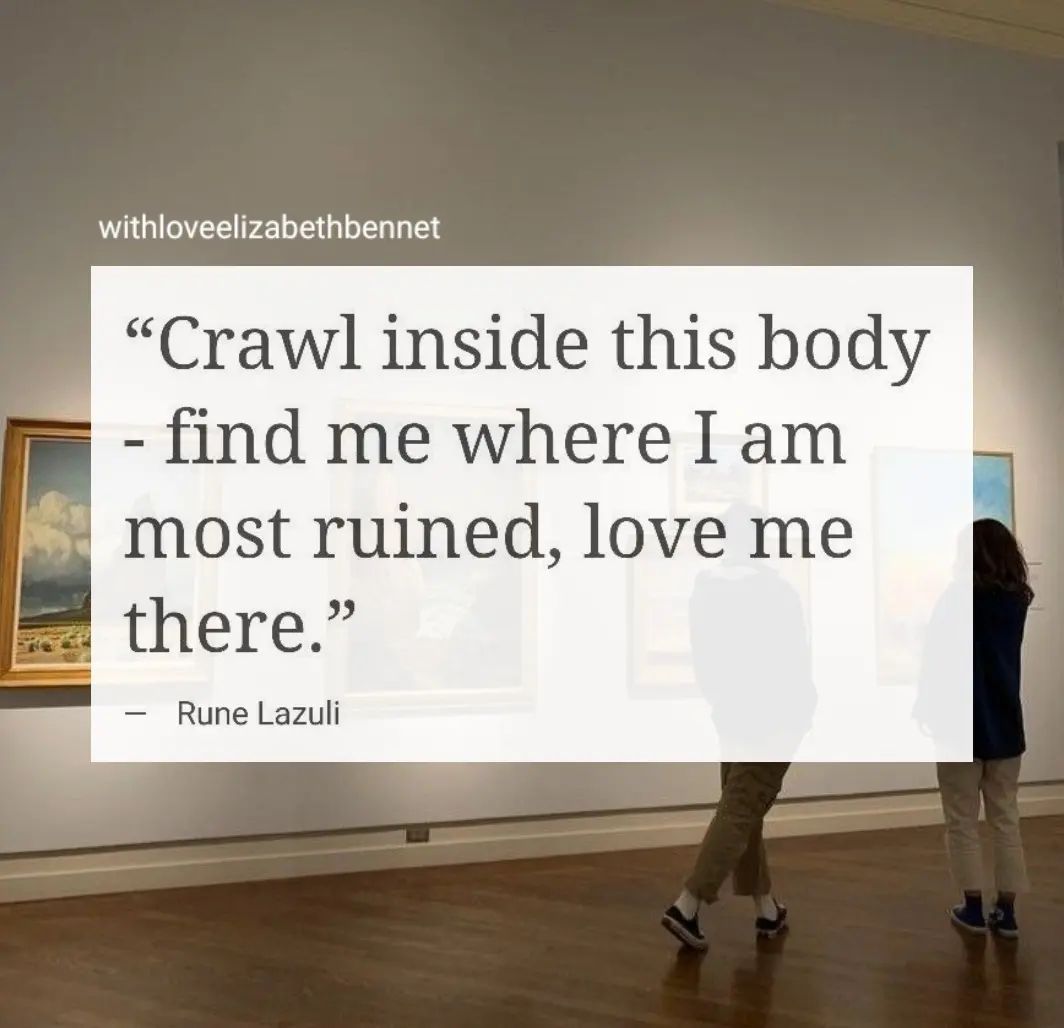 withloveelizabethbennet
“Crawl inside this body
- find me where I am
most ruined, love me
there.”
— Rune Lazuli